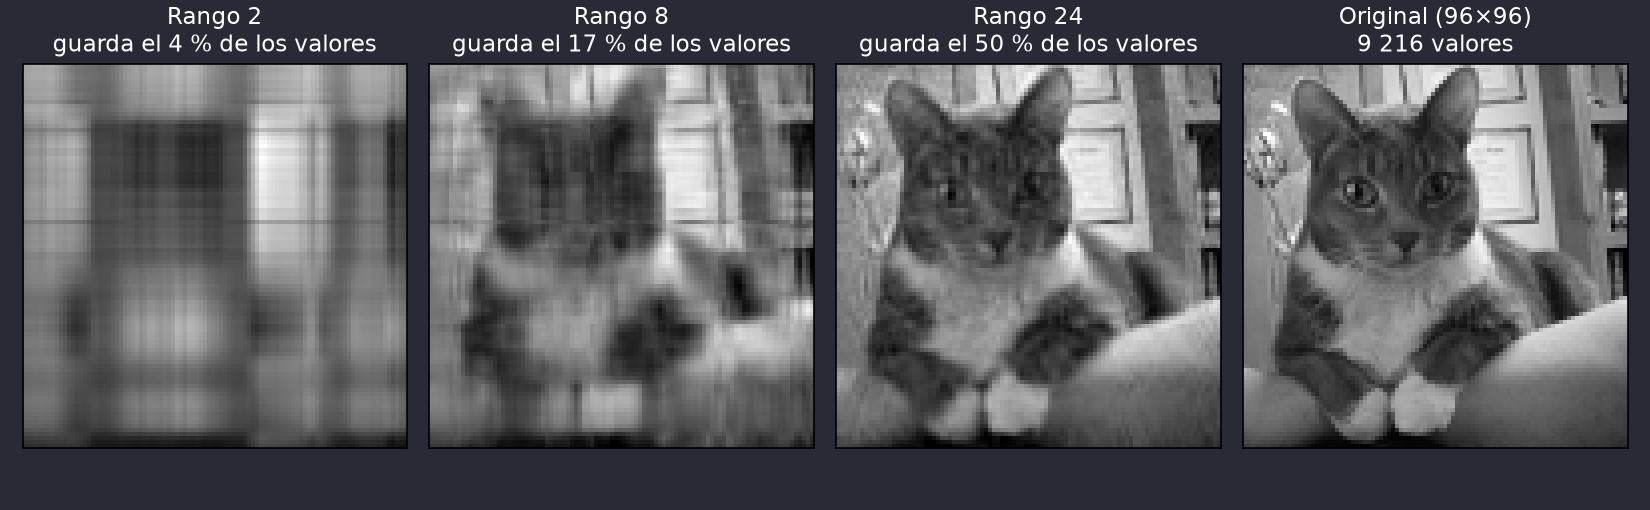 Rango 2
guarda el 4 % de los valores
Rango 8
guarda el 17 % de los valores
Rango 24
guarda el 50 % de los valores
Original (96×96)
9 216 valores